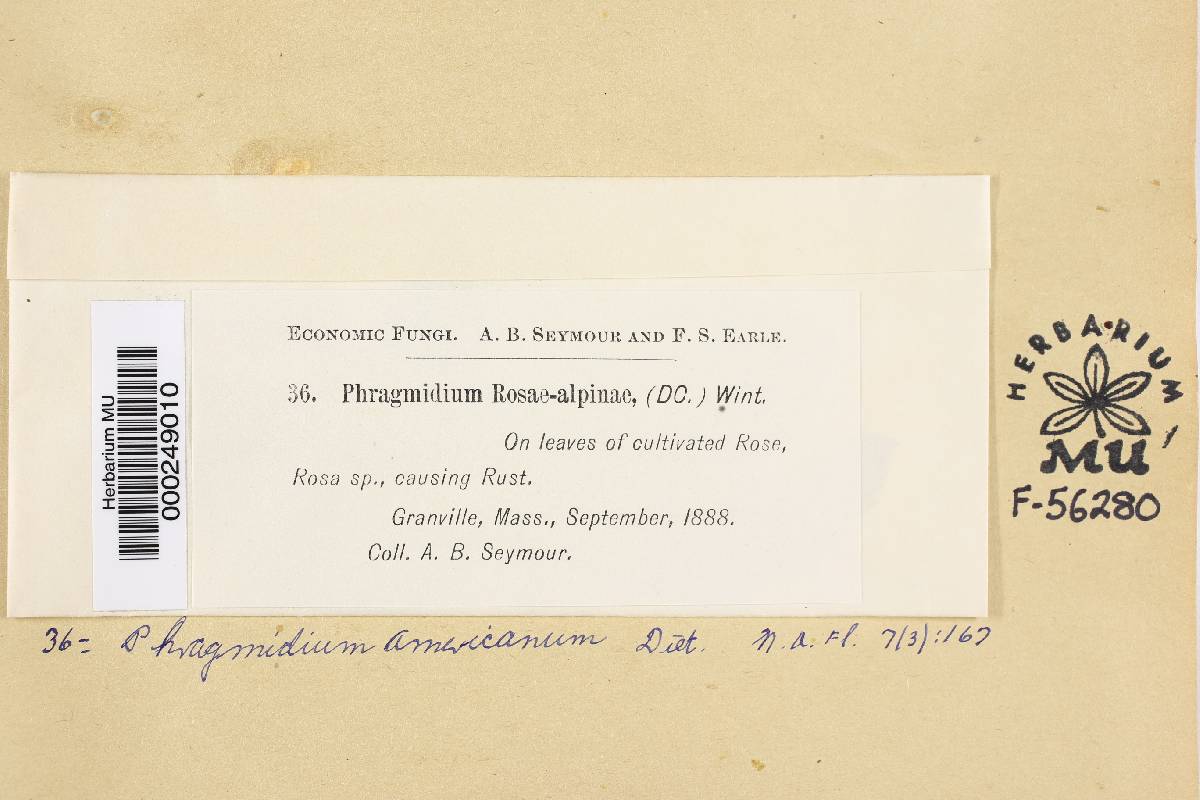 ECONOMIC FUNGI. A. B. SEYMOUR AND F. S. EARLE.
36. Phragmidium Rosae-alpinae, (DC.) Wint.
On leaves of cultivated Rose,
Rosa sp., causing Rust.
Granville, Mass., September, 1888.
Coll. A. B. Seymour.
Herbarium MU
000249010
HERBARIUM
MU
F-56280
36= Phragmidium americanum Diet. N. A. Fl. 7(3):167